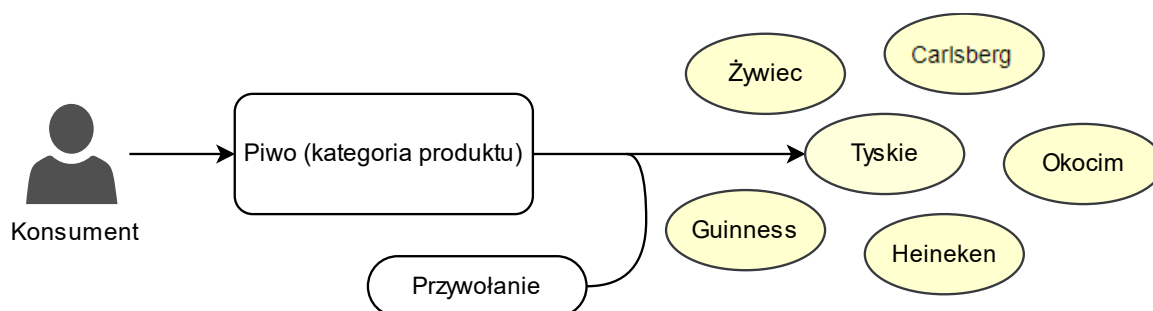 Konsument
Piwo (kategoria produktu)
Przywołanie
Żywiec
Carlsberg
Tyskie
Okocim
Guinness
Heineken